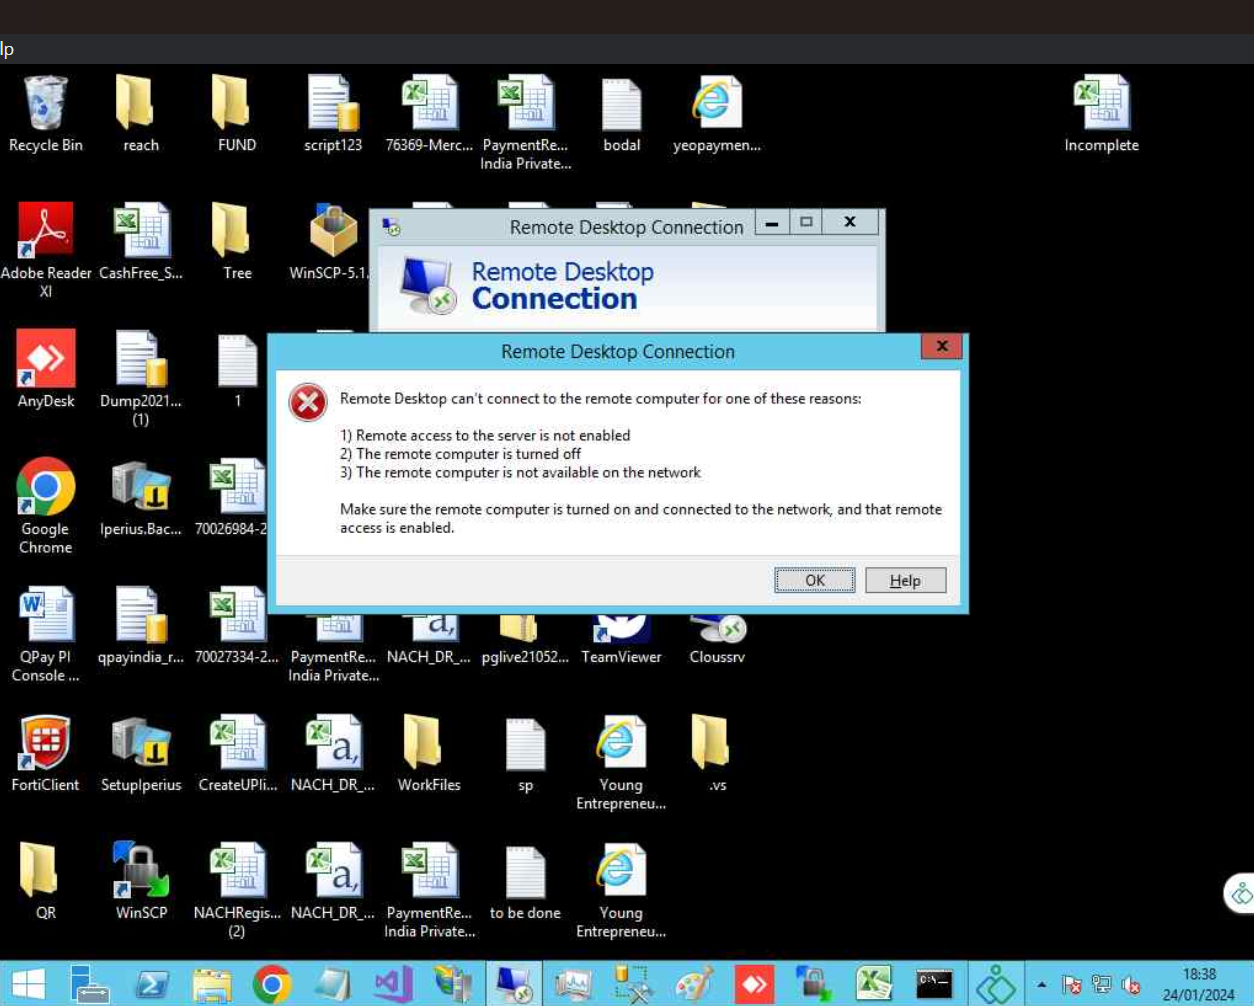 lp
Recycle Bin
reach
FUND
script123
76369-Merc...
PaymentRe...
India Private...
bodal
yeopaymen...
Incomplete
Adobe Reader
XI
CashFree_S...
Tree
WinSCP-5.1.
Remote Desktop Connection
Remote Desktop
Connection
AnyDesk
Dump2021...
(1)
1
Remote Desktop Connection
Remote Desktop can't connect to the remote computer for one of these reasons:
1) Remote access to the server is not enabled
2) The remote computer is turned off
3) The remote computer is not available on the network
Make sure the remote computer is turned on and connected to the network, and that remote
access is enabled.
OK
Help
Google
Chrome
Iperius.Bac...
70026984-2
QPay PI
Console ...
qpayindia_r...
70027334-2...
PaymentRe...
India Private...
NACH_DR_...
pglive21052...
TeamViewer
Cloussrv
FortiClient
SetupIperius
CreateUPIi...
NACH_DR_...
WorkFiles
sp
Young
Entrepreneu...
.vs
QR
WinSCP
NACHRegis...
(2)
NACH_DR_...
PaymentRe...
India Private...
to be done
Young
Entrepreneu...
18:38
24/01/2024